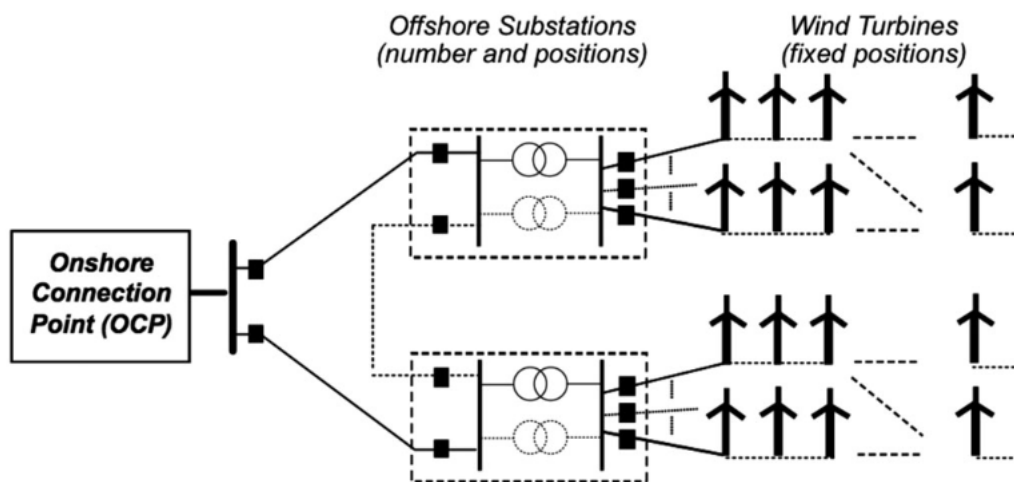 Offshore Substations
(number and positions)
Wind Turbines
(fixed positions)
Onshore
Connection
Point (OCP)